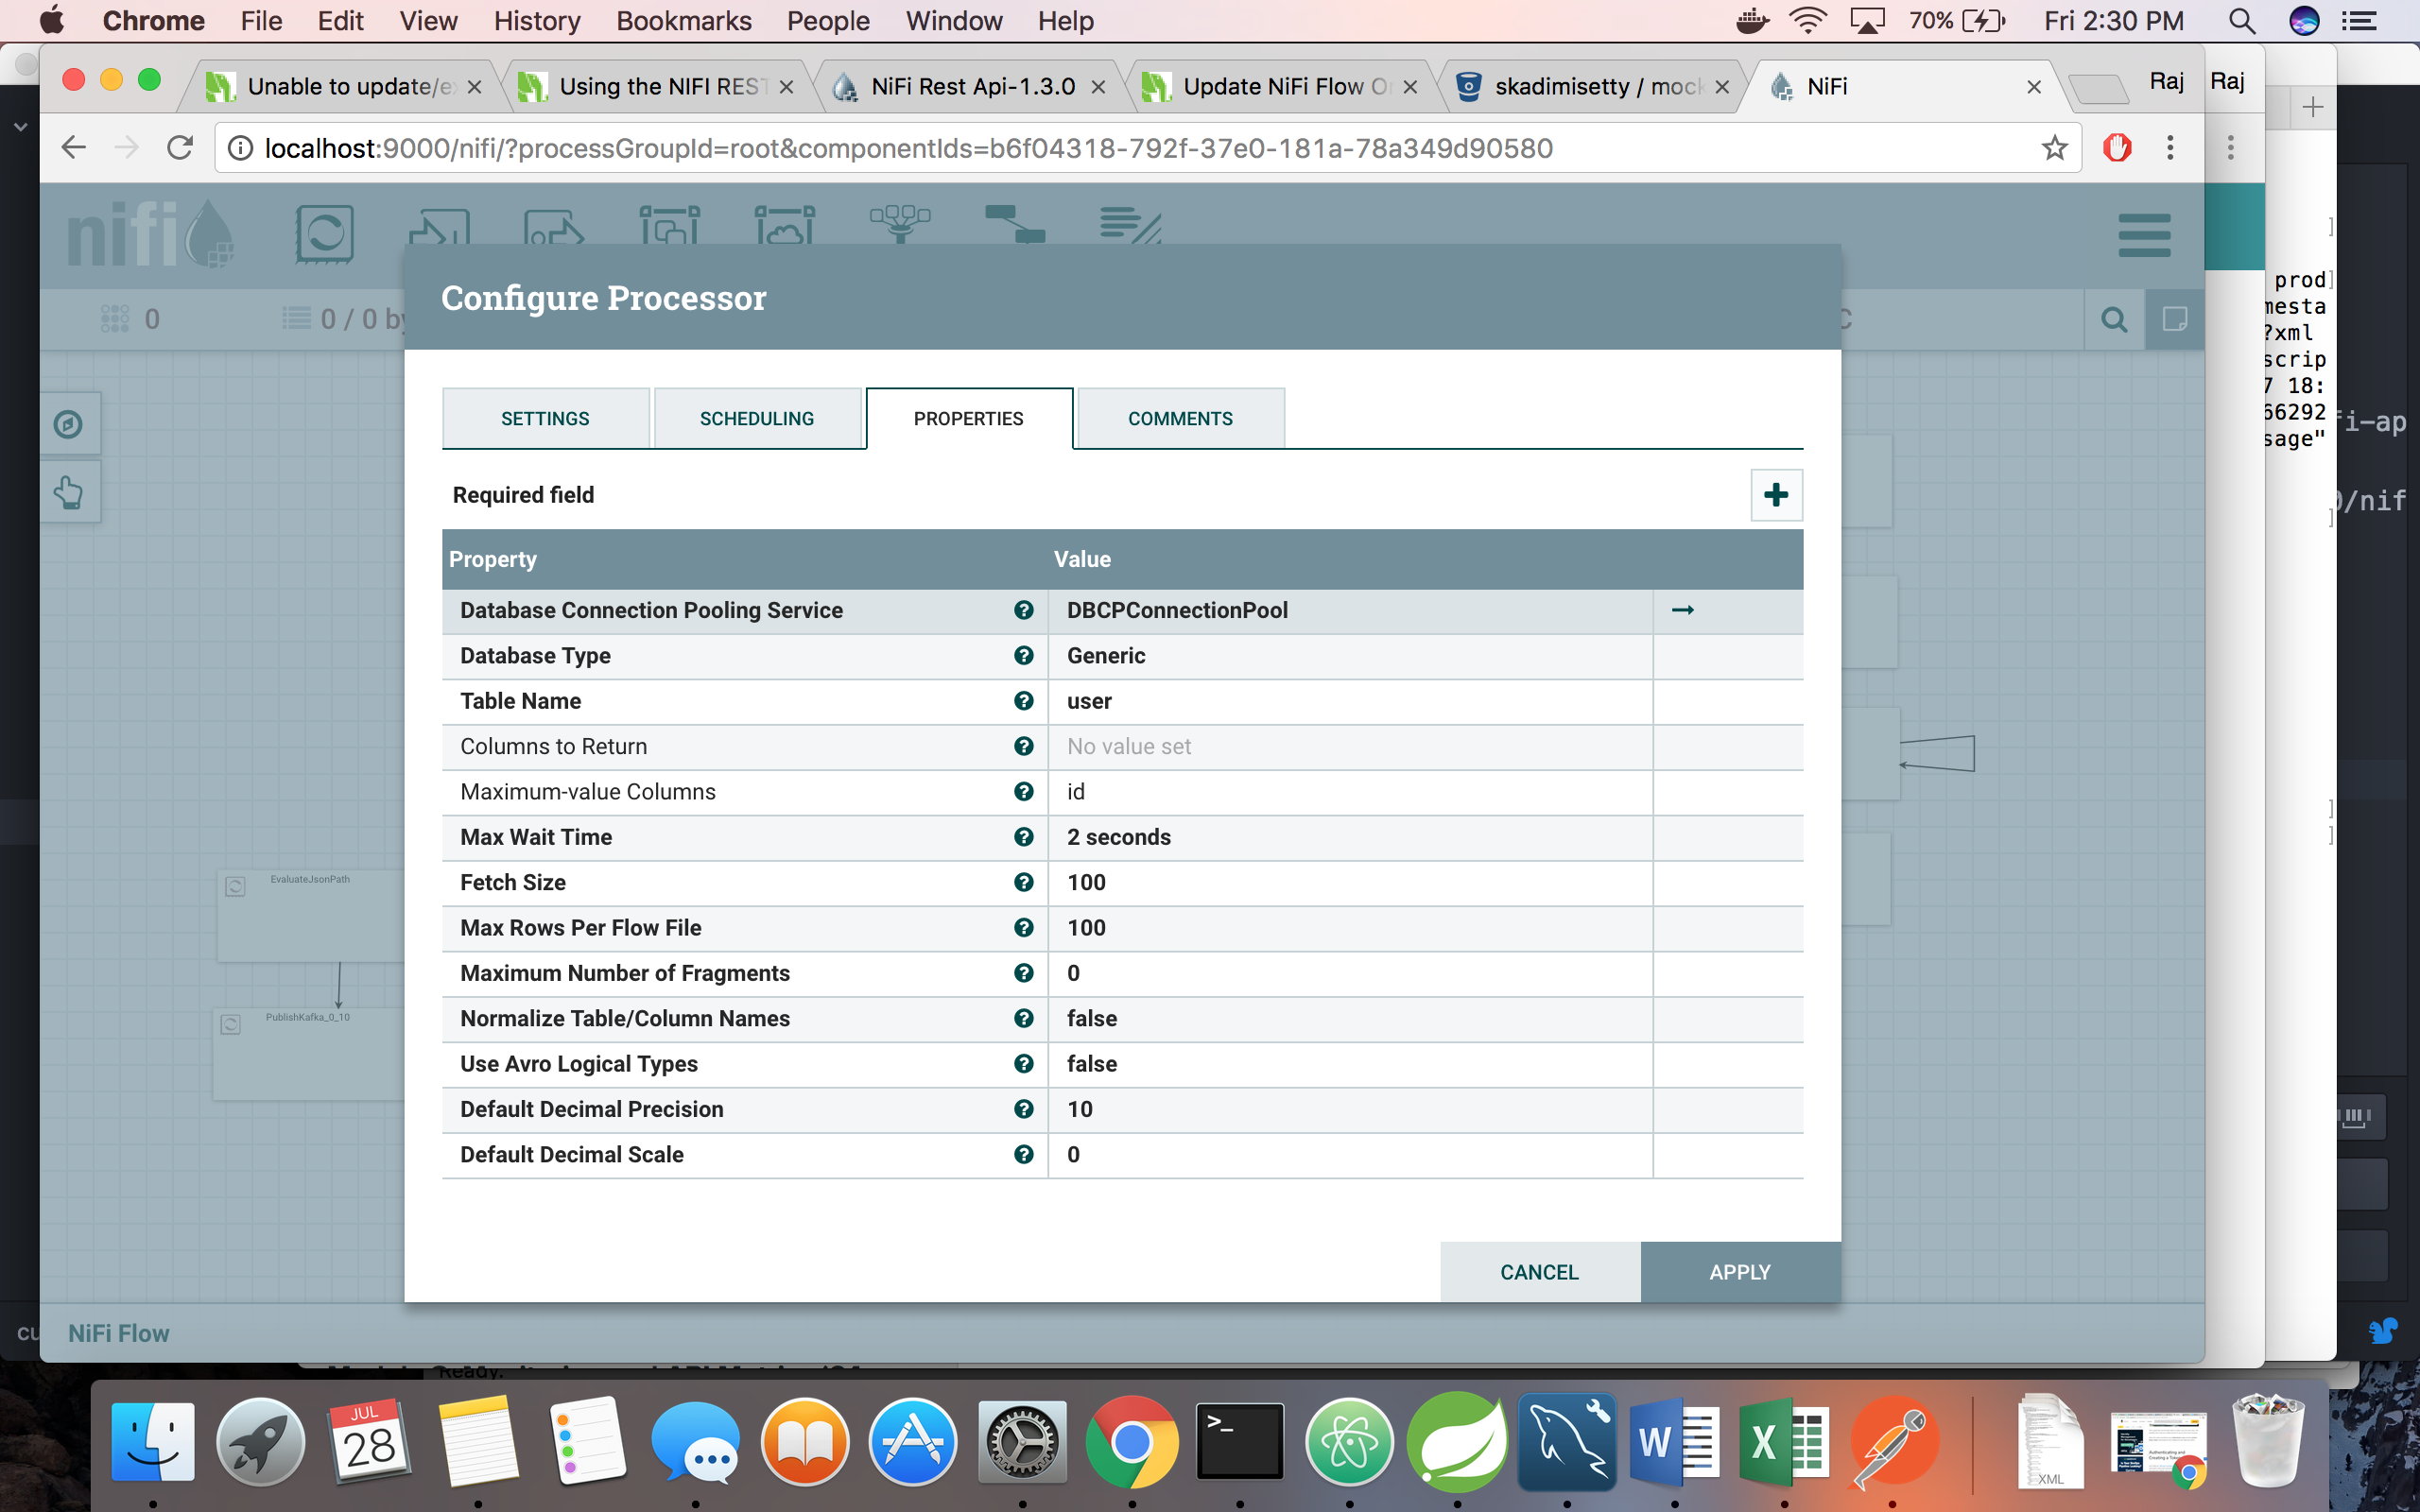 Chrome File Edit View History Bookmarks People Window Help 70% Fri 2:30 PM
Unable to update/e Using the NIFI REST NiFi Rest Api-1.3.0 Update NiFi Flow O skadimisetty / mock NiFi Raj Raj
localhost:9000/nifi/?processGroupId=root&componentIds=b6f04318-792f-37e0-181a-78a349d90580
nifi
Configure Processor
0 0 / 0 by
prod
mesta
?xml
scrip
7 18:
66292
sage"
fi-ap
/nif
SETTINGS SCHEDULING PROPERTIES COMMENTS
Required field
Property Value
Database Connection Pooling Service DBCPConnectionPool
Database Type Generic
Table Name user
Columns to Return No value set
Maximum-value Columns id
Max Wait Time 2 seconds
Fetch Size 100
Max Rows Per Flow File 100
Maximum Number of Fragments 0
Normalize Table/Column Names false
Use Avro Logical Types false
Default Decimal Precision 10
Default Decimal Scale 0
EvaluateJsonPath
PublishKafka_0_10
CANCEL APPLY
NiFi Flow
cu
Ready.
JUL
28
XML